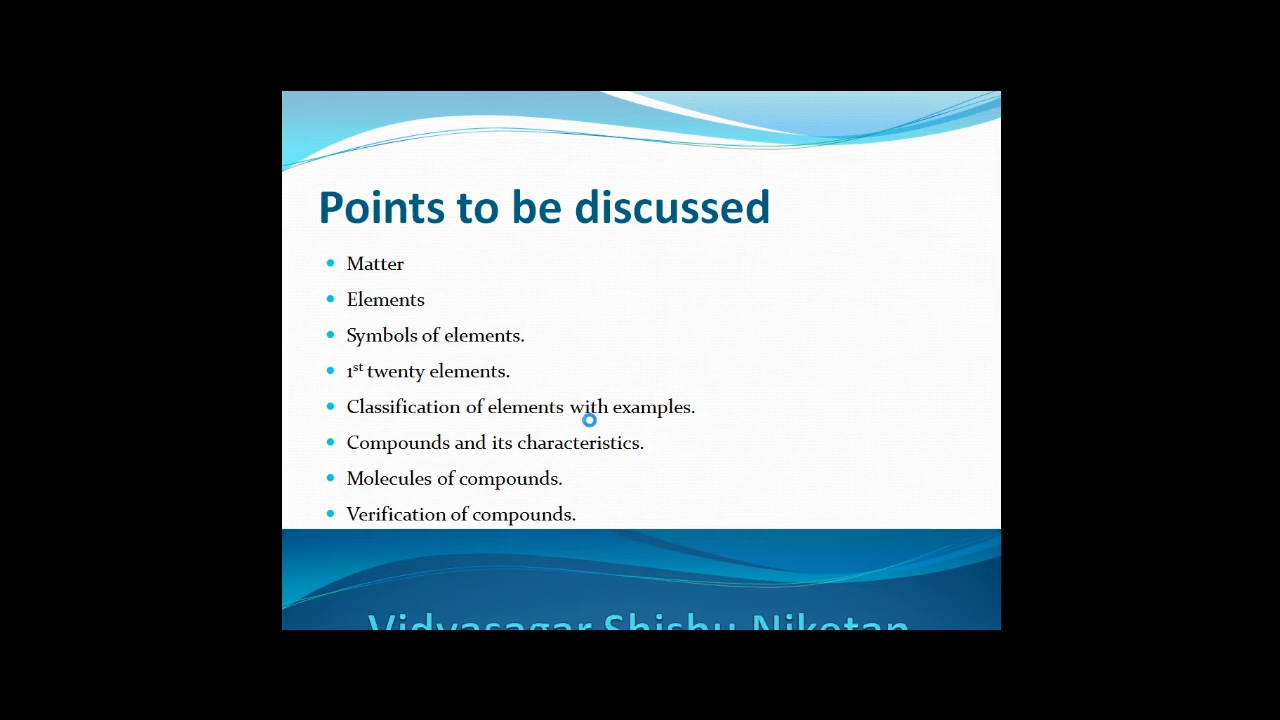 Points to be discussed
Matter
Elements
Symbols of elements.
1st twenty elements.
Classification of elements with examples.
Compounds and its characteristics.
Molecules of compounds.
Verification of compounds.
Vidyasagar Shishu Niketan